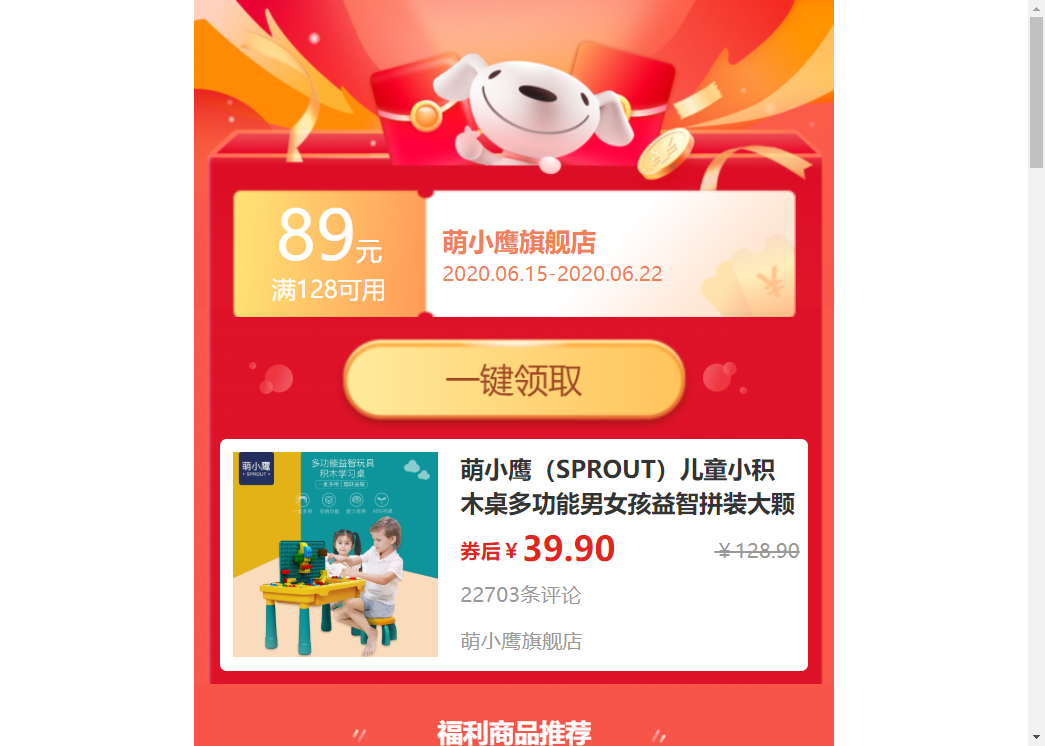 89元
满128可用
萌小鹰旗舰店
2020.06.15-2020.06.22
一键领取
萌小鹰
SPROUT
多功能益智玩具
积木学习桌
萌小鹰（SPROUT）儿童小积
木桌多功能男女孩益智拼装大颗
券后￥39.90
￥128.90
22703条评论
萌小鹰旗舰店
福利商品推荐